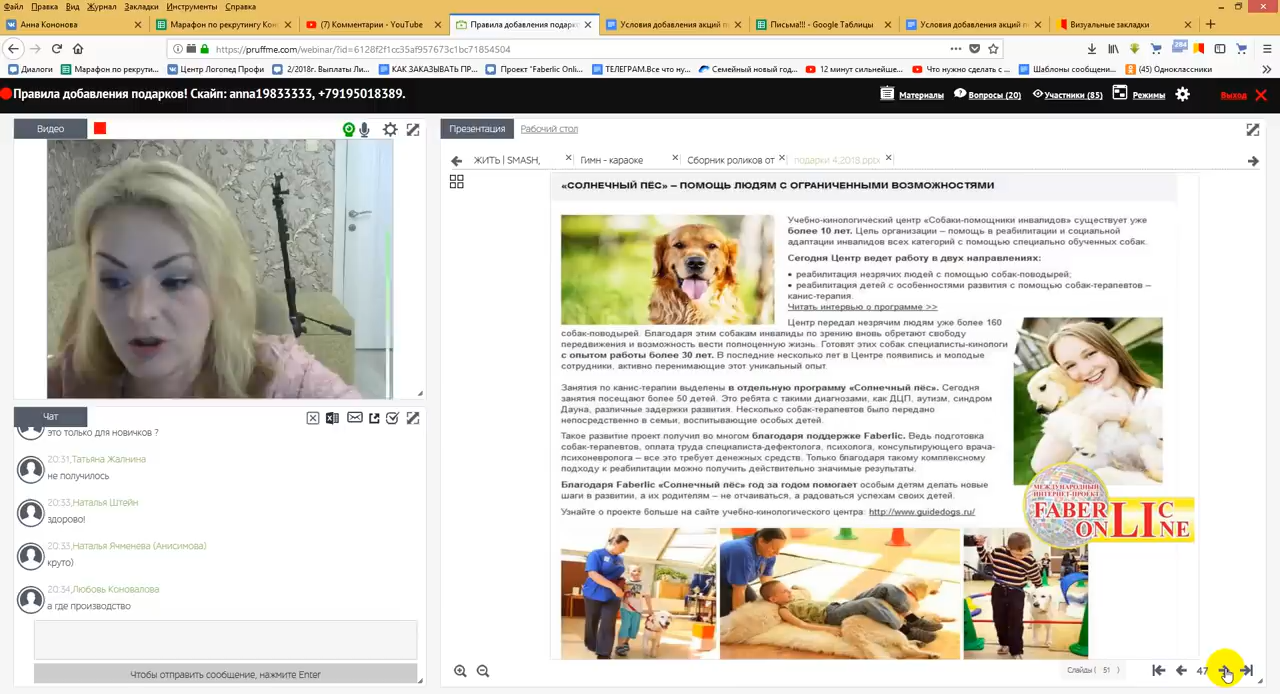 Файл Правка Вид Журнал Закладки Инструменты Справка
Анна Кононова
Марафон по рекрутингу Кон
(7) Комментарии - YouTube
Правила добавления подарк
Условия добавления акций п
Письма!!! - Google Таблицы
Условия добавления акций п
Визуальные закладки
https://pruffme.com/webinar/?id=6128f2f1cc35af957673c1bc71854504
284
Диалоги
Марафон по рекрутинг...
Центр Логопед Профи
2/2018г. Выплаты Ли...
КАК ЗАКАЗЫВАТЬ ПР...
Проект "Faberlic Onli...
ТЕЛЕГРАМ.Все что ну...
Семейный новый год...
12 минут сильнейше...
Что нужно сделать с ...
Шаблоны сообщени...
(45) Одноклассники
Правила добавления подарков! Скайп: anna19833333, +79195018389.
Материалы
Вопросы (20)
Участники (85)
Режимы
Выход
Видео
Презентация
Рабочий стол
ЖИТЬ | SMASH,
Гимн - караоке
Сборник роликов от
подарки 4,2018.pptx
«СОЛНЕЧНЫЙ ПЁС» – ПОМОЩЬ ЛЮДЯМ С ОГРАНИЧЕННЫМИ ВОЗМОЖНОСТЯМИ
Учебно-кинологический центр «Собаки-помощники инвалидов» существует уже
более 10 лет. Цель организации – помощь в реабилитации и социальной
адаптации инвалидов всех категорий с помощью специально обученных собак.
Сегодня Центр ведет работу в двух направлениях:
• реабилитация незрячих людей с помощью собак-поводырей;
• реабилитация детей с особенностями развития с помощью собак-терапевтов –
канис-терапия.
Читать интервью о программе >>
Центр передал незрячим людям уже более 160
собак-поводырей. Благодаря этим собакам инвалиды по зрению вновь обретают свободу
передвижения и возможность вести полноценную жизнь. Готовят этих собак специалисты-кинологи
с опытом работы более 30 лет. В последние несколько лет в Центре появились и молодые
сотрудники, активно перенимающие этот уникальный опыт.
Занятия по канис-терапии выделены в отдельную программу «Солнечный пёс». Сегодня
занятия посещают более 50 детей. Это ребята с такими диагнозами, как ДЦП, аутизм, синдром
Дауна, различные задержки развития. Несколько собак-терапевтов было передано
непосредственно в семьи, воспитывающие особых детей.
Такое развитие проект получил во многом благодаря поддержке Faberlic. Ведь подготовка
собак-терапевтов, оплата труда специалиста-дефектолога, психолога, консультирующего врача-
психоневролога – все это требует денежных средств. Только благодаря такому комплексному
подходу к реабилитации можно получить действительно значимые результаты.
Благодаря Faberlic «Солнечный пёс» год за годом помогает особым детям делать новые
шаги в развитии, а их родителям – не отчаиваться, а радоваться успехам своих детей.
Узнайте о проекте больше на сайте учебно-кинологического центра: http://www.guidedogs.ru/
МЕЖДУНАРОДНЫЙ
ИНТЕРНЕТ-ПРОЕКТ
FABERLIC
ONLINE
Чат
это только для новичков ?
20:31,Татьяна Жалнина
не получилось
20:33,Наталья Штейн
здорово!
20:33,Наталья Ячменева (Анисимова)
круто)
20:34,Любовь Коновалова
а где производство
Чтобы отправить сообщение, нажмите Enter
Слайды ( 51 )
47